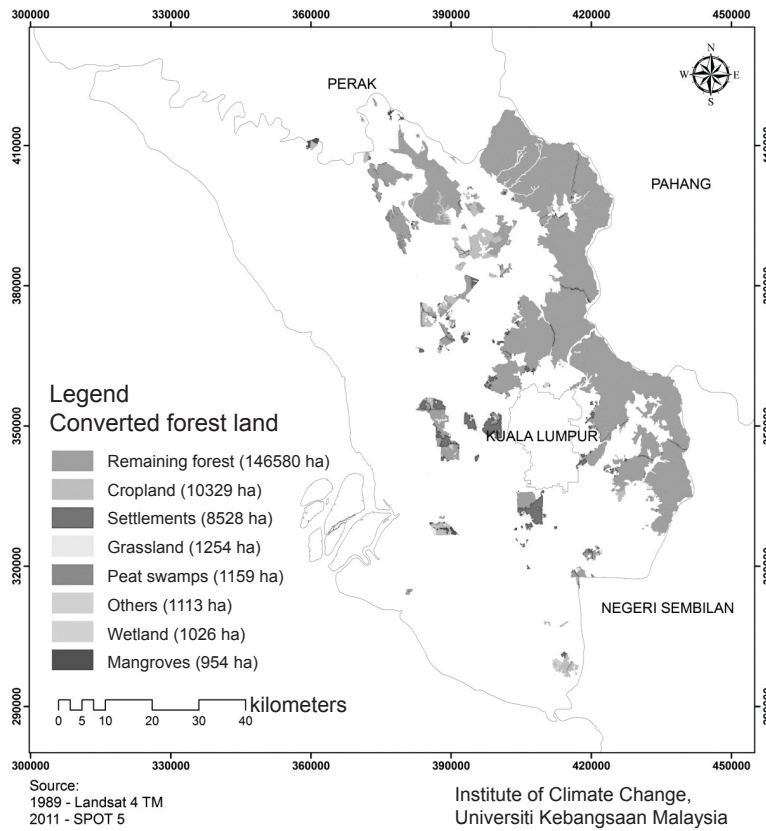 300000 330000 360000 390000 420000 450000
N
W E
S
PERAK
410000 410000
PAHANG
380000
Legend
Converted forest land
350000
KUALA LUMPUR
Remaining forest (146580 ha)
Cropland (10329 ha)
Settlements (8528 ha)
Grassland (1254 ha)
Peat swamps (1159 ha)
Others (1113 ha)
Wetland (1026 ha)
Mangroves (954 ha)
320000
NEGERI SEMBILAN
kilometers
0 5 10 20 30 40
290000
300000 330000 360000 390000 420000 450000
Source:
1989 - Landsat 4 TM
2011 - SPOT 5
Institute of Climate Change,
Universiti Kebangsaan Malaysia